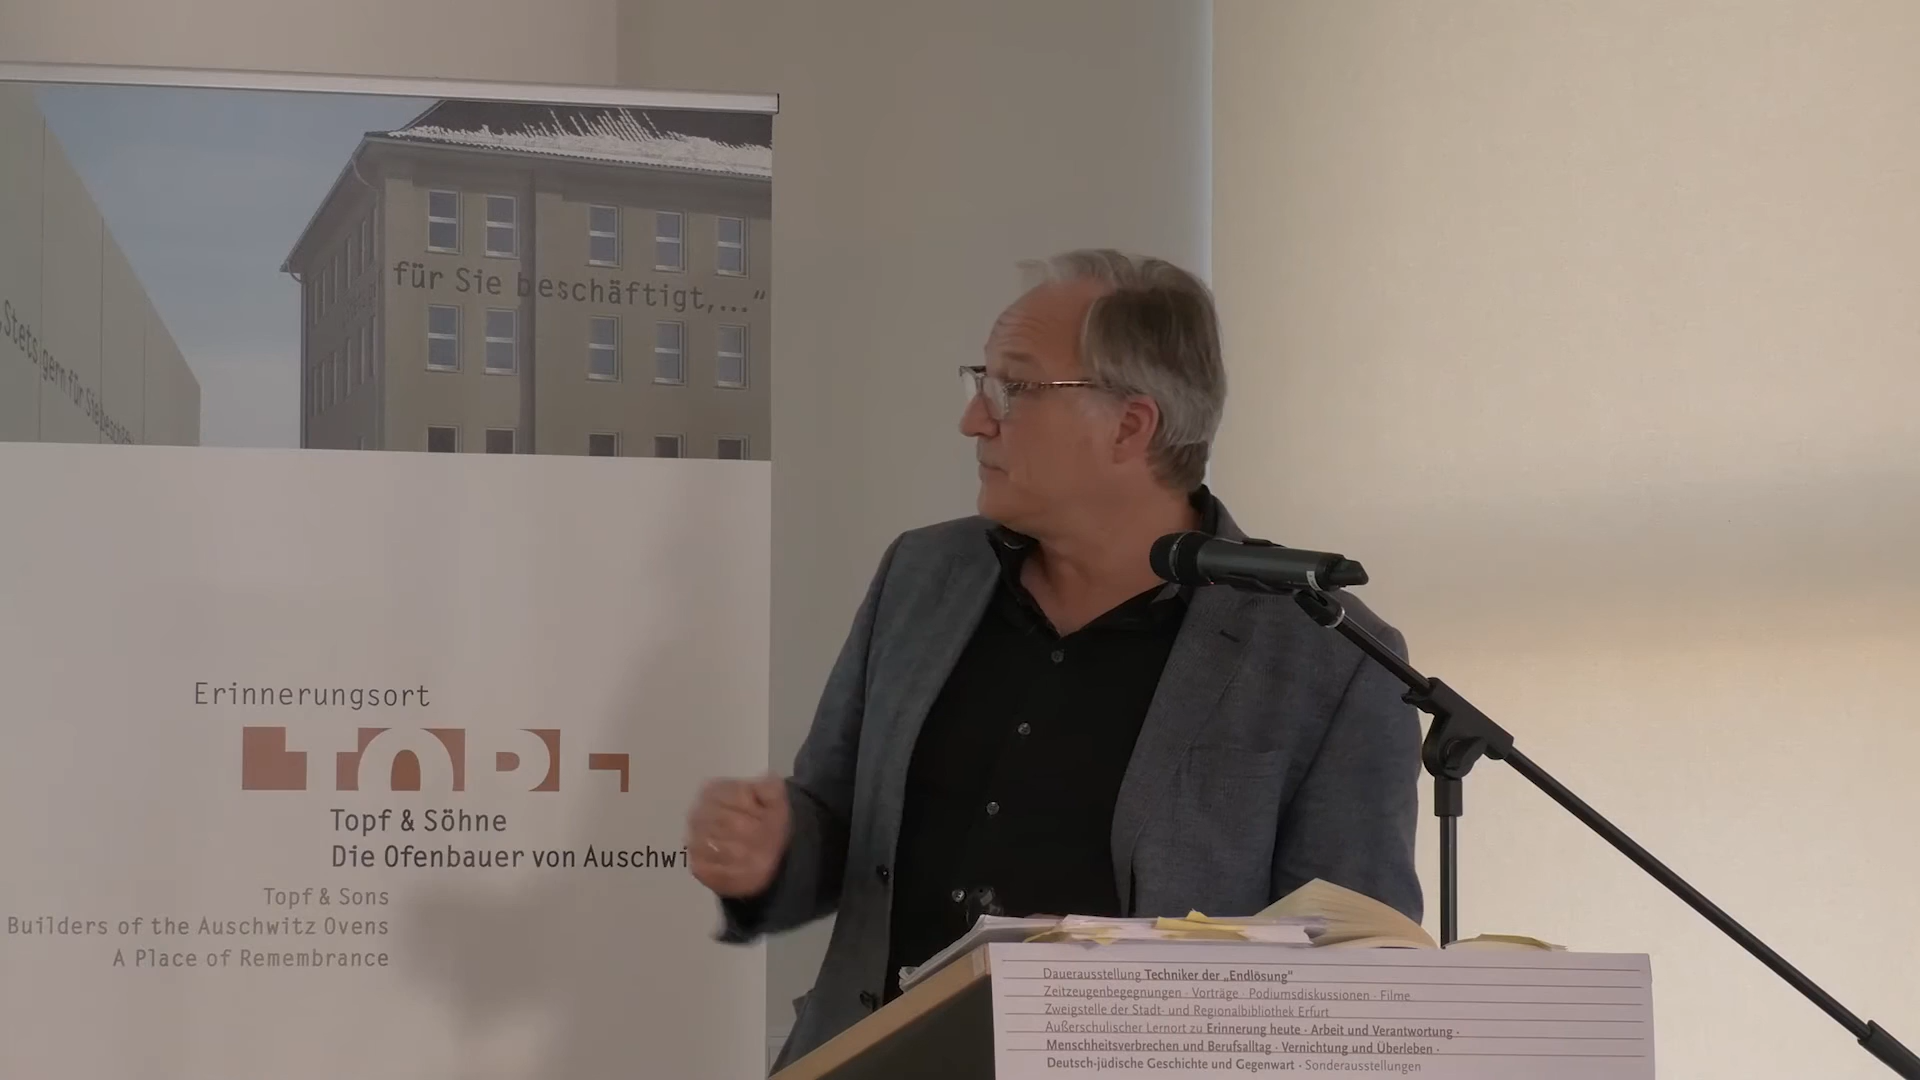 für Sie beschäftigt,..."
„Stets gern für Sie beschäf
Erinnerungsort
TOPF
Topf & Söhne
Die Ofenbauer von Auschwi
Topf & Sons
Builders of the Auschwitz Ovens
A Place of Remembrance
Dauerausstellung Techniker der „Endlösung"
Zeitzeugenbegegnungen · Vorträge · Podiumsdiskussionen · Filme
Zweigstelle der Stadt- und Regionalbibliothek Erfurt
Außerschulischer Lernort zu Erinnerung heute · Arbeit und Verantwortung ·
Menschheitsverbrechen und Berufsalltag · Vernichtung und Überleben ·
Deutsch-jüdische Geschichte und Gegenwart · Sonderausstellungen